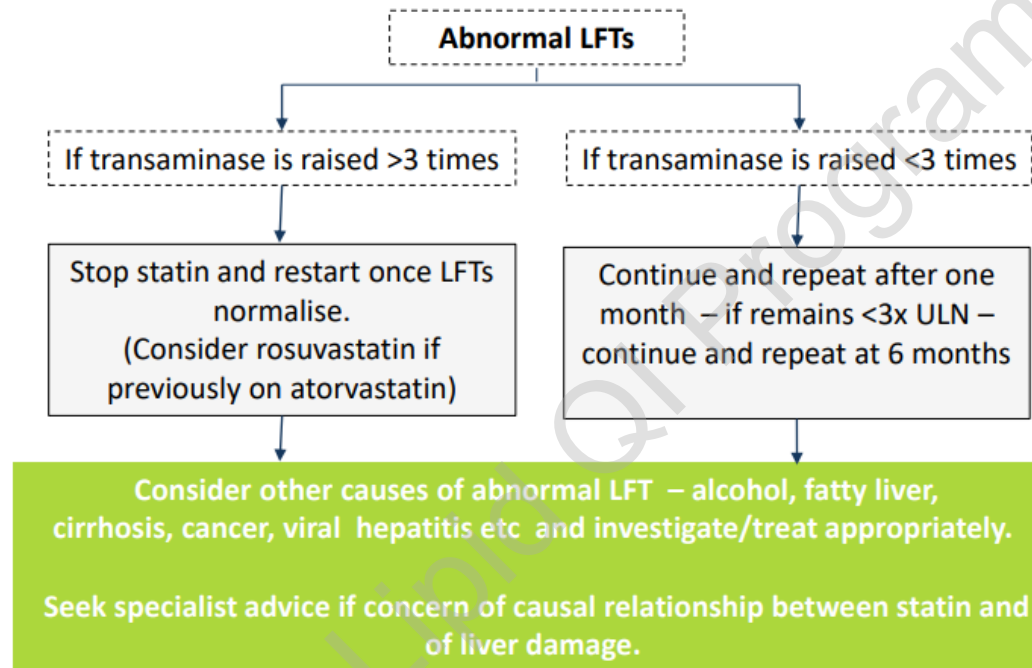 Abnormal LFTs
If transaminase is raised >3 times
If transaminase is raised <3 times
Stop statin and restart once LFTs
normalise.
(Consider rosuvastatin if
previously on atorvastatin)
Continue and repeat after one
month – if remains <3x ULN –
continue and repeat at 6 months
Consider other causes of abnormal LFT – alcohol, fatty liver,
cirrhosis, cancer, viral hepatitis etc and investigate/treat appropriately.
Seek specialist advice if concern of causal relationship between statin and
of liver damage.
Lipid QI Program